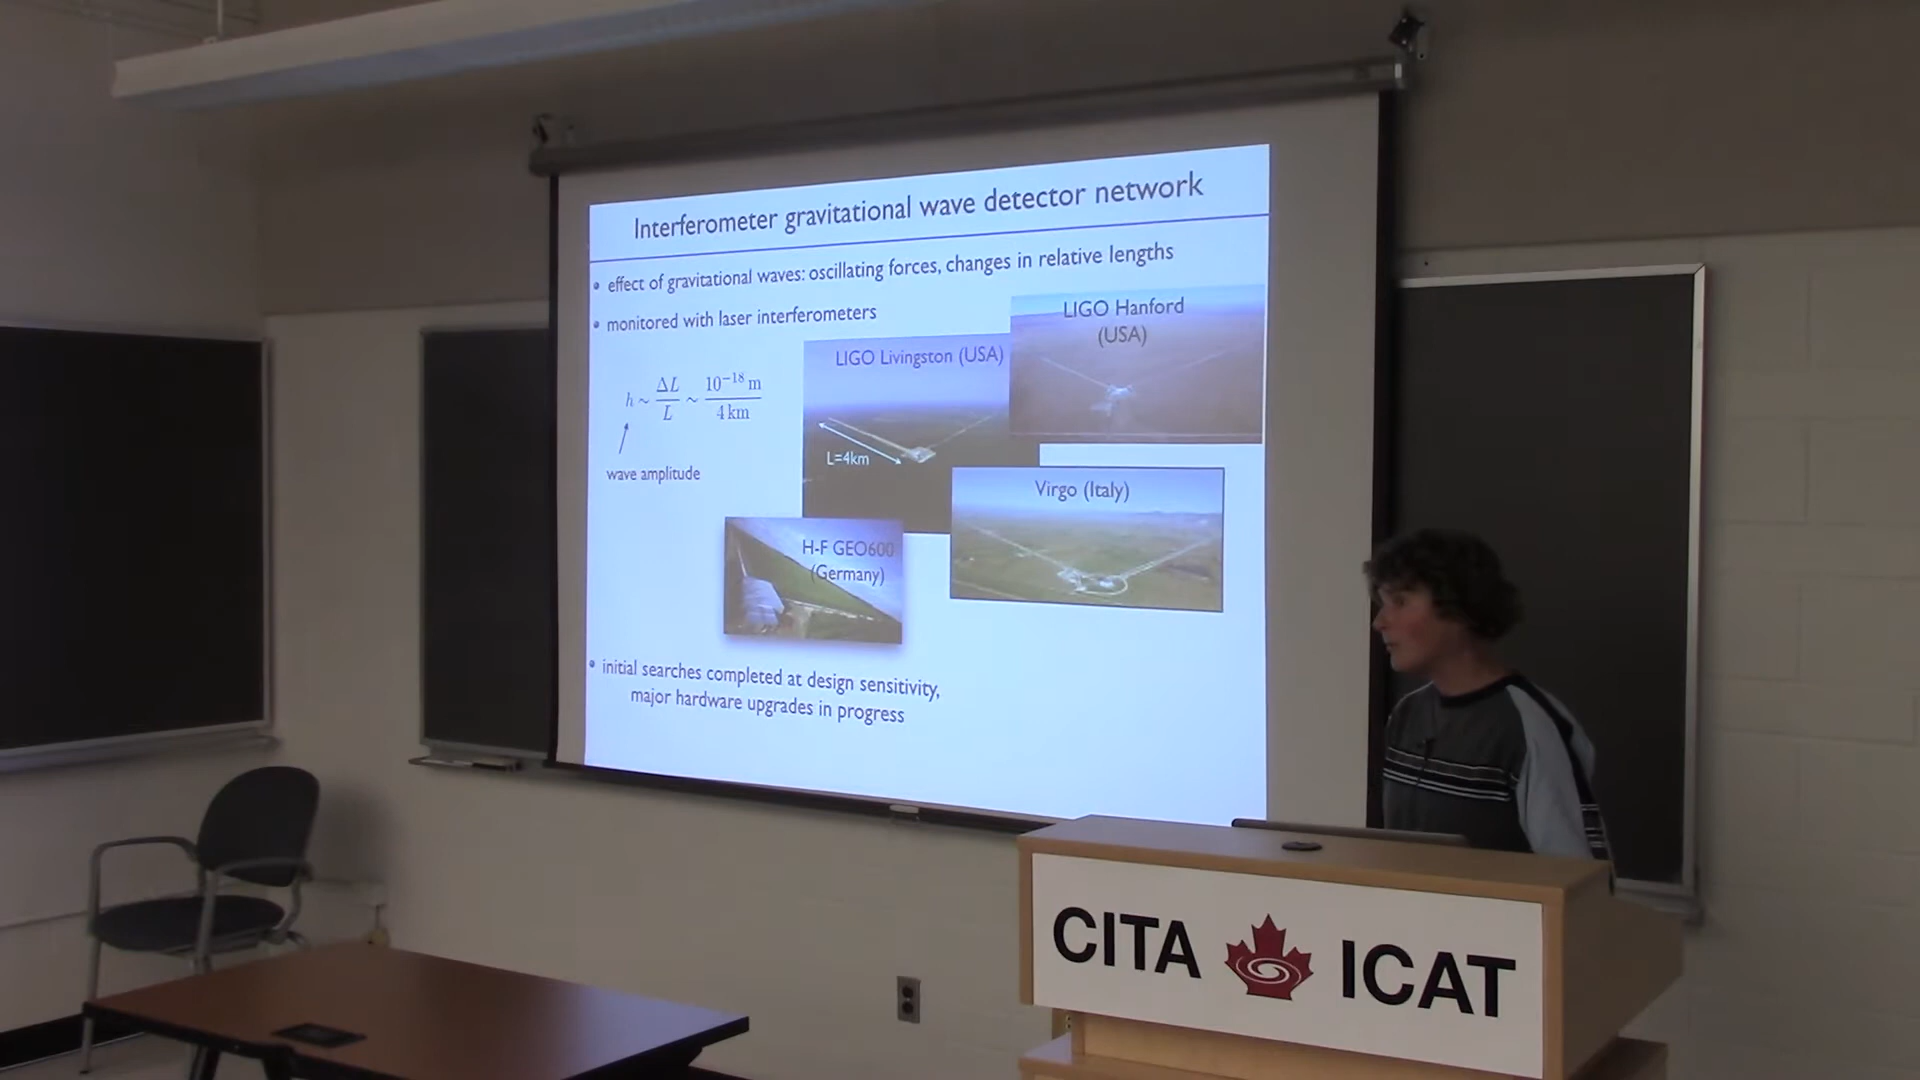 Interferometer gravitational wave detector network
• effect of gravitational waves: oscillating forces, changes in relative lengths
• monitored with laser interferometers
h ~ ΔL/L ~ 10⁻¹⁸ m/4 km
wave amplitude
LIGO Livingston (USA)
L=4km
LIGO Hanford
(USA)
Virgo (Italy)
H-F GEO600
(Germany)
• initial searches completed at design sensitivity,
major hardware upgrades in progress
CITA ICAT